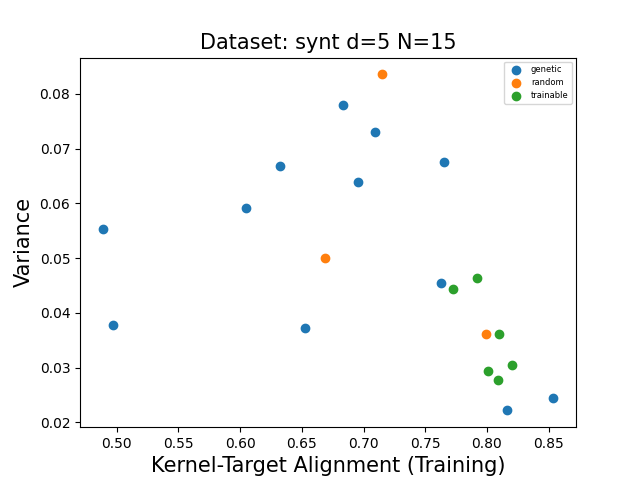 Dataset: synt d=5 N=15
genetic
random
trainable
0.08
0.07
0.06
0.05
0.04
0.03
0.02
Variance
0.50 0.55 0.60 0.65 0.70 0.75 0.80 0.85
Kernel-Target Alignment (Training)